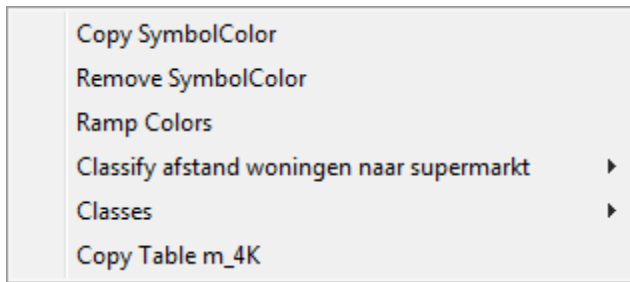 Copy SymbolColor
Remove SymbolColor
Ramp Colors
Classify afstand woningen naar supermarkt
Classes
Copy Table m_4K